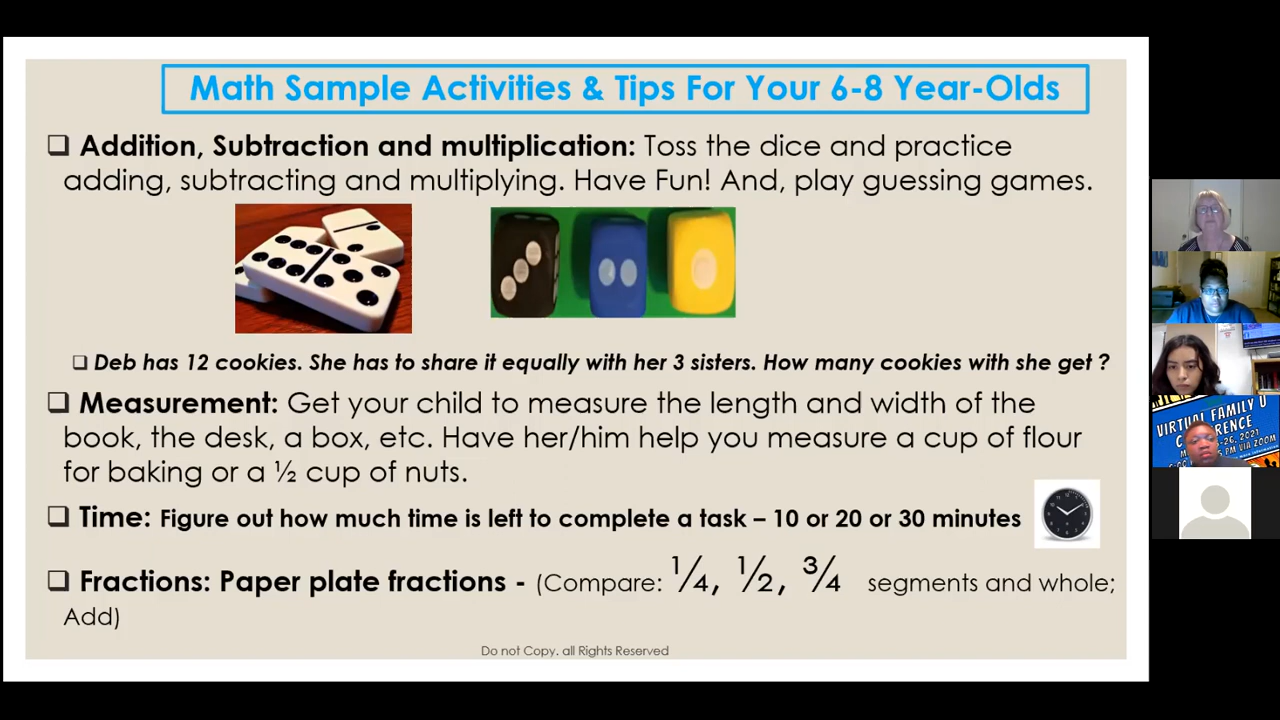 Math Sample Activities & Tips For Your 6-8 Year-Olds
❑ Addition, Subtraction and multiplication: Toss the dice and practice
adding, subtracting and multiplying. Have Fun! And, play guessing games.
❑ Deb has 12 cookies. She has to share it equally with her 3 sisters. How many cookies with she get ?
❑ Measurement: Get your child to measure the length and width of the
book, the desk, a box, etc. Have her/him help you measure a cup of flour
for baking or a ½ cup of nuts.
❑ Time: Figure out how much time is left to complete a task – 10 or 20 or 30 minutes
❑ Fractions: Paper plate fractions - (Compare: ¼, ½, ¾ segments and whole;
Add)
Do not Copy. all Rights Reserved
VIRTUAL FAMILY U